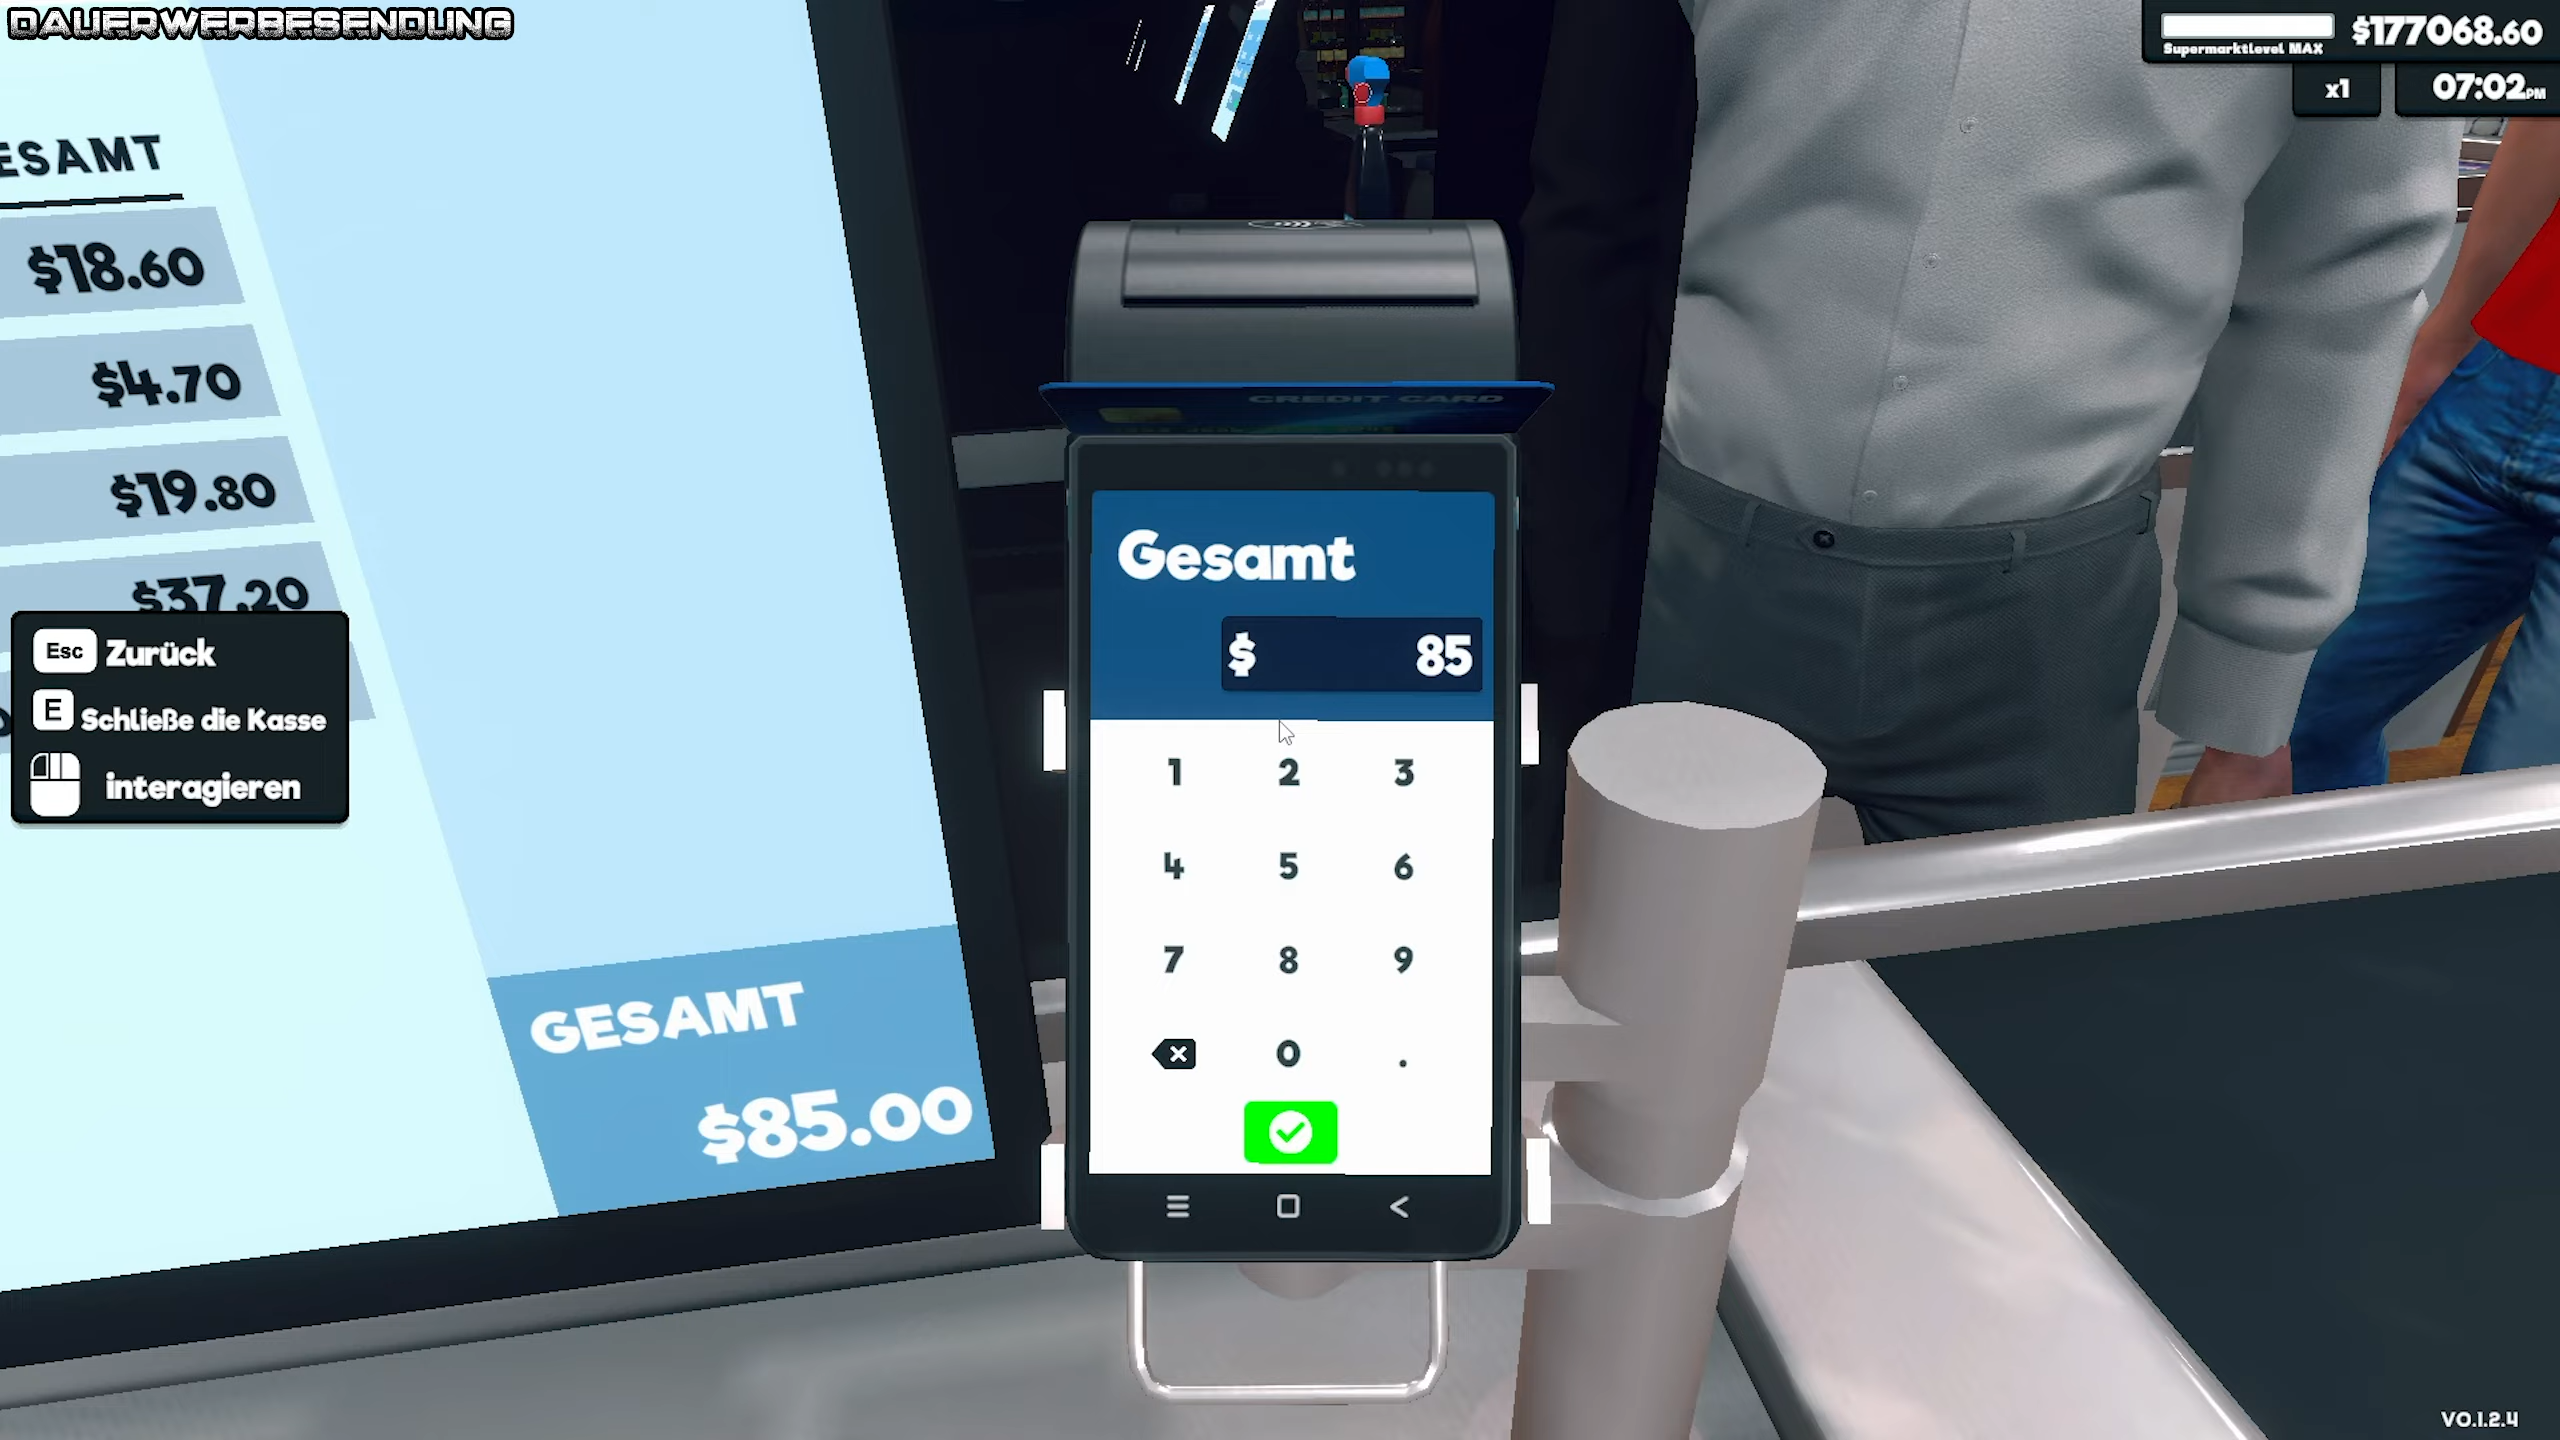 DAUERWERBESENDUNG
$177068.60
Supermarktlevel MAX
x1
07:02PM
ESAMT
$18.60
$4.70
$19.80
$37.20
Esc Zurück
E Schließe die Kasse
interagieren
GESAMT
$85.00
CREDIT CARD
Gesamt
$ 85
1 2 3
4 5 6
7 8 9
0 .
V0.1.2.4